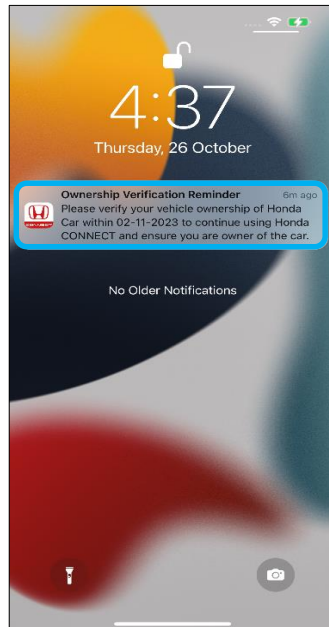 4:37
Thursday, 26 October
Ownership Verification Reminder 6m ago
Please verify your vehicle ownership of Honda
Car within 02-11-2023 to continue using Honda
CONNECT and ensure you are owner of the car.
No Older Notifications